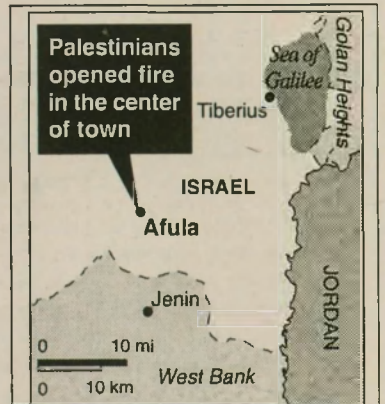 Palestinians
opened fire
in the center
of town
Sea of
Galilee
Golan Heights
Tiberius
ISRAEL
Afula
JORDAN
Jenin
0 10 mi
0 10 km
West Bank